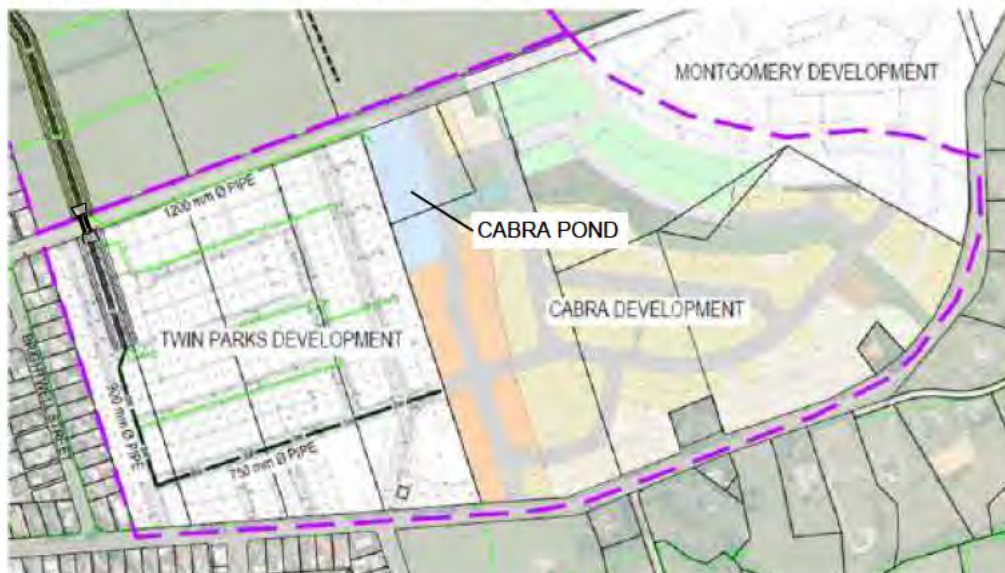 MONTGOMERY DEVELOPMENT
1200 mm Ø PIPE
CABRA POND
CABRA DEVELOPMENT
TWIN PARKS DEVELOPMENT
900 mm Ø PIPE
750 mm Ø PIPE